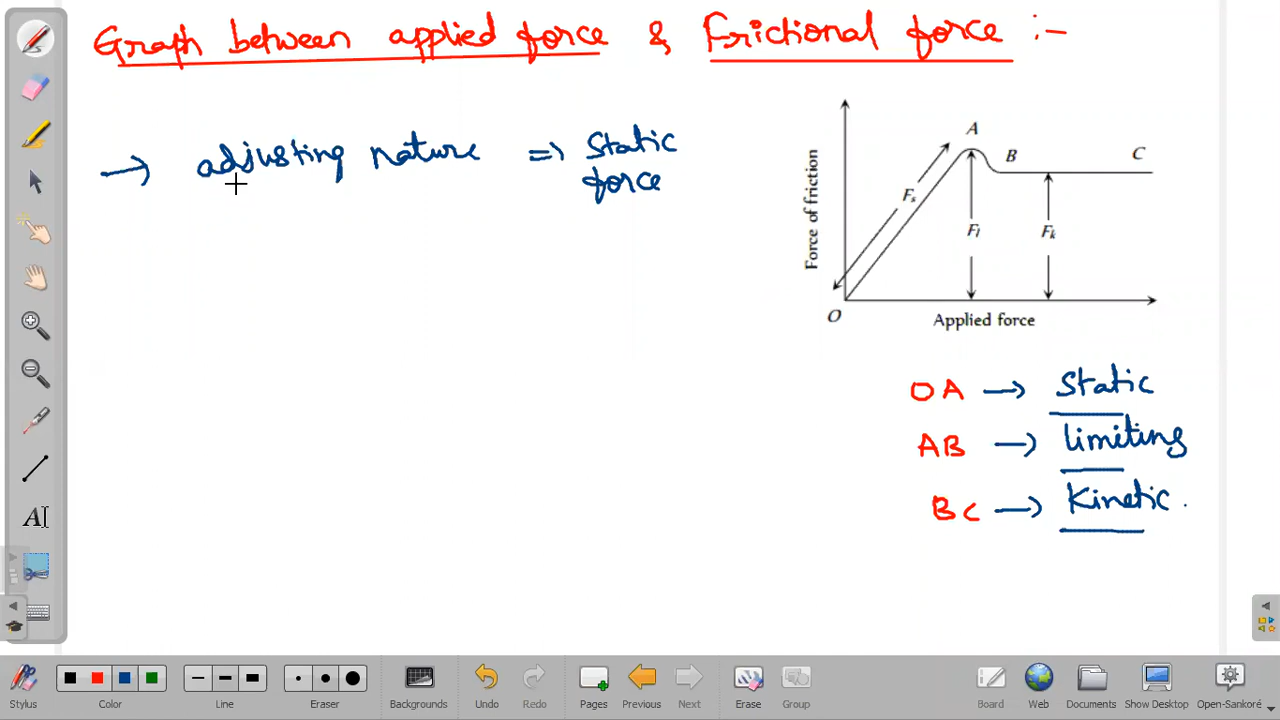 Graph between applied force & Frictional force :-
→ adjusting nature => Static
force
A
B
C
Fs
Fl
Fk
Force of friction
O
Applied force
OA → Static
AB → limiting
BC → Kinetic.
AI
Stylus
Color
Line
Eraser
Backgrounds
Undo
Redo
Pages
Previous
Next
Erase
Group
Board
Web
Documents
Show Desktop
Open-Sankoré